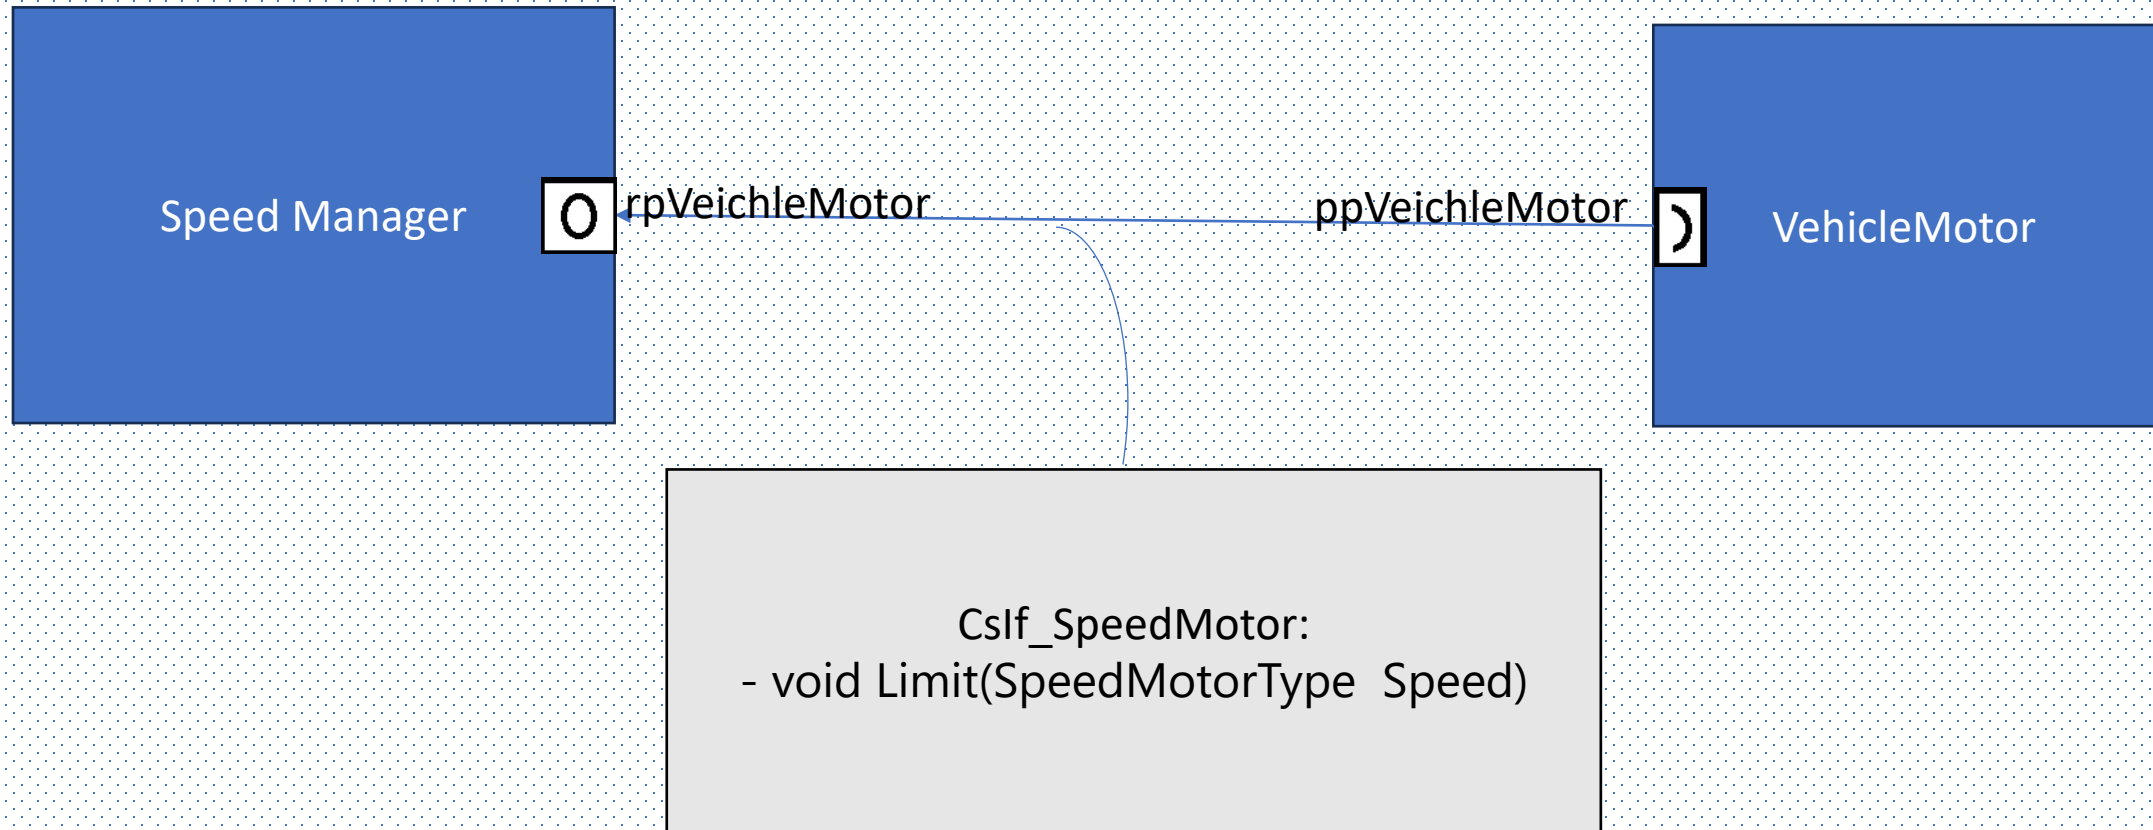 Speed Manager
rpVeichleMotor
ppVeichleMotor
VehicleMotor
CsIf_SpeedMotor:
- void Limit(SpeedMotorType Speed)